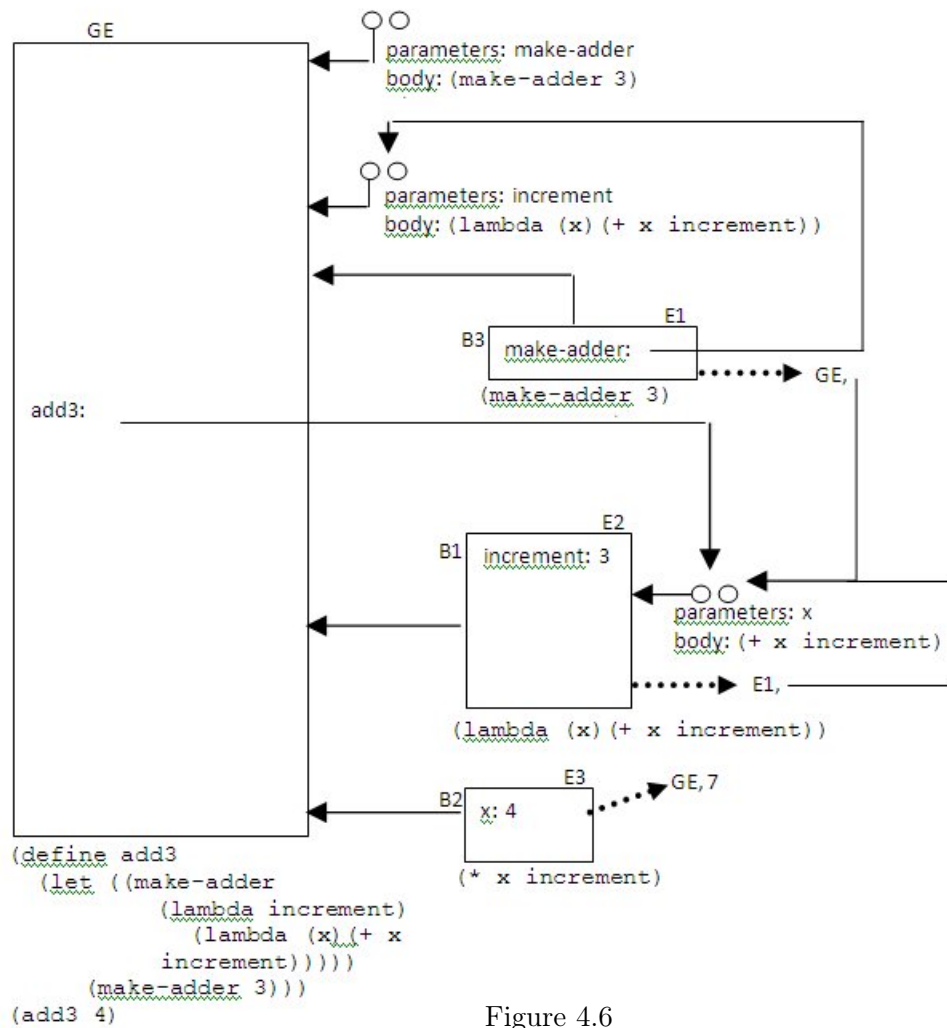 GE
parameters: make-adder
body: (make-adder 3)
parameters: increment
body: (lambda (x)(+ x increment))
E1
B3
make-adder:
GE,
(make-adder 3)
add3:
E2
B1
increment: 3
parameters: x
body: (+ x increment)
E1,
(lambda (x)(+ x increment))
E3
GE,7
B2
x: 4
(* x increment)
(define add3
(let ((make-adder
(lambda increment)
(lambda (x)(+ x
increment)))))
(make-adder 3)))
(add3 4)
Figure 4.6